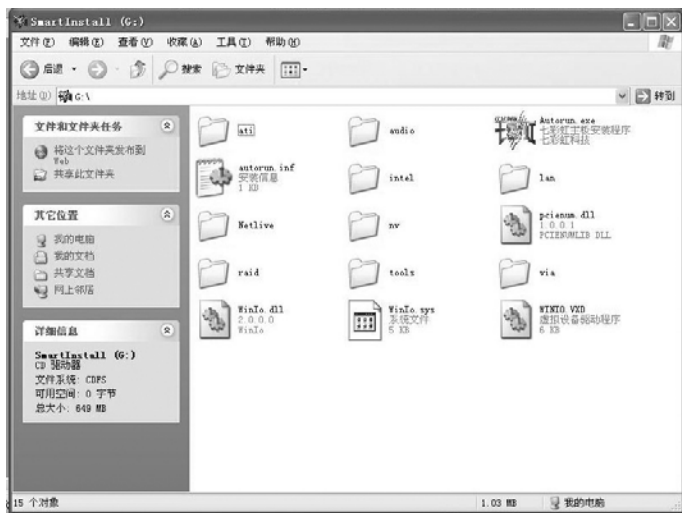 SmartInstall (G:)
文件(F) 编辑(E) 查看(V) 收藏(A) 工具(T) 帮助(H)
后退 搜索 文件夹
地址(D) G:\ 转到
文件和文件夹任务
将这个文件夹发布到
Web
共享此文件夹
其它位置
我的电脑
我的文档
共享文档
网上邻居
详细信息
SmartInstall (G:)
CD 驱动器
文件系统: CDFS
可用空间: 0 字节
总大小: 649 MB
ati
audio
Autorun.exe
七彩虹主板安装程序
七彩虹科技
autorun.inf
安装信息
1 KB
intel
lan
Netlive
nv
pcienum.dll
1.0.0.1
PCIENUMLIB DLL
raid
tools
via
WinIo.dll
2.0.0.0
WinIo
WinIo.sys
系统文件
5 KB
WINIO.VXD
虚拟设备驱动程序
6 KB
15 个对象 1.03 MB 我的电脑